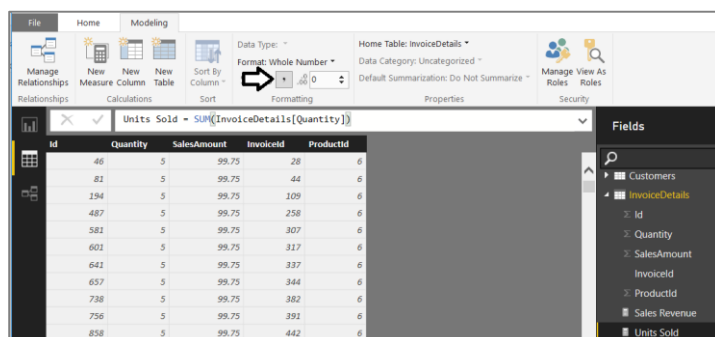 File Home Modeling
Manage Relationships
New Measure
New Column
New Table
Sort By Column
Data Type:
Format: Whole Number
, .00 0
Home Table: InvoiceDetails
Data Category: Uncategorized
Default Summarization: Do Not Summarize
Manage Roles
View As Roles
Relationships Calculations Sort Formatting Properties Security
Units Sold = SUM(InvoiceDetails[Quantity])
Id Quantity SalesAmount InvoiceId ProductId
46 5 99.75 28 6
81 5 99.75 44 6
194 5 99.75 109 6
487 5 99.75 258 6
581 5 99.75 307 6
601 5 99.75 317 6
641 5 99.75 337 6
657 5 99.75 344 6
738 5 99.75 382 6
756 5 99.75 391 6
858 5 99.75 442 6
Fields
Customers
InvoiceDetails
Σ Id
Σ Quantity
Σ SalesAmount
InvoiceId
Σ ProductId
Sales Revenue
Units Sold